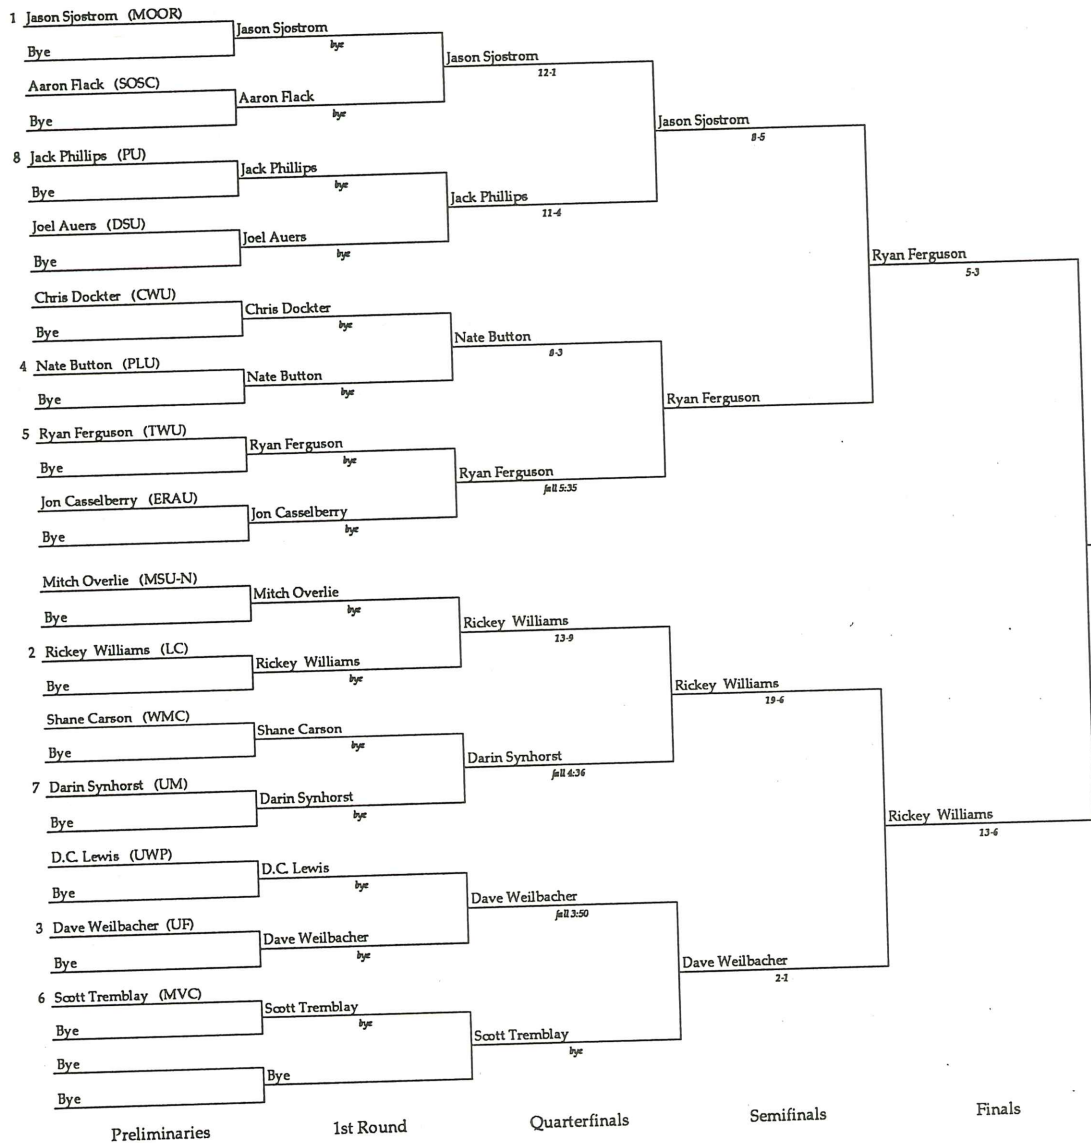 1 Jason Sjostrom (MOOR)
Bye
Aaron Flack (SOSC)
Bye
8 Jack Phillips (PU)
Bye
Joel Auers (DSU)
Bye
Chris Dockter (CWU)
Bye
4 Nate Button (PLU)
Bye
5 Ryan Ferguson (TWU)
Bye
Jon Casselberry (ERAU)
Bye
Mitch Overlie (MSU-N)
Bye
2 Rickey Williams (LC)
Bye
Shane Carson (WMC)
Bye
7 Darin Synhorst (UM)
Bye
D.C. Lewis (UWP)
Bye
3 Dave Weilbacher (UF)
Bye
6 Scott Tremblay (MVC)
Bye
Bye
Bye
Preliminaries
Jason Sjostrom
bye
Aaron Flack
bye
Jack Phillips
bye
Joel Auers
bye
Chris Dockter
bye
Nate Button
bye
Ryan Ferguson
bye
Jon Casselberry
bye
Mitch Overlie
bye
Rickey Williams
bye
Shane Carson
bye
Darin Synhorst
bye
D.C. Lewis
bye
Dave Weilbacher
bye
Scott Tremblay
bye
Bye
1st Round
Jason Sjostrom
12-1
Jack Phillips
11-4
Nate Button
8-3
Ryan Ferguson
fall 5:35
Rickey Williams
13-9
Darin Synhorst
fall 4:36
Dave Weilbacher
fall 3:50
Scott Tremblay
bye
Quarterfinals
Jason Sjostrom
8-5
Ryan Ferguson
Rickey Williams
19-6
Dave Weilbacher
2-1
Semifinals
Ryan Ferguson
5-3
Rickey Williams
13-6
Finals